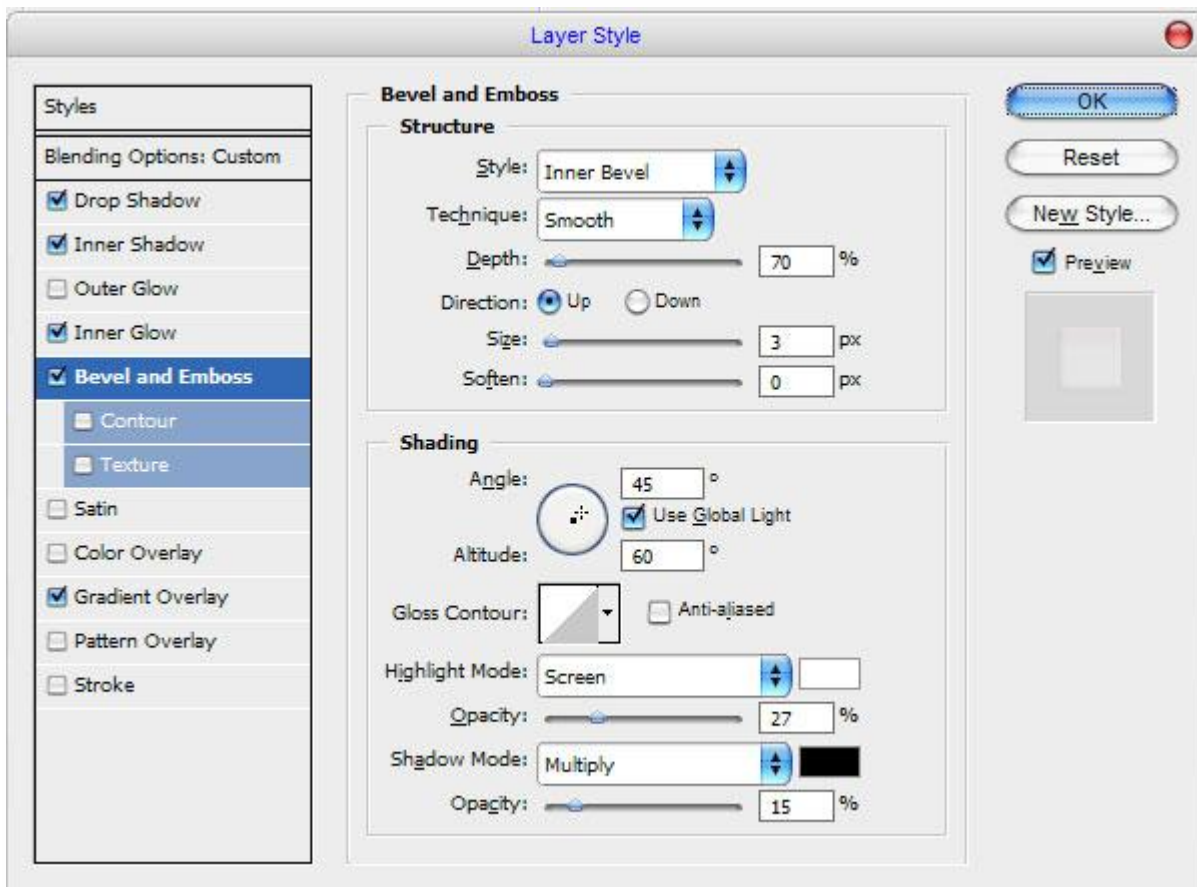 Layer Style
Styles
Blending Options: Custom
Drop Shadow
Inner Shadow
Outer Glow
Inner Glow
Bevel and Emboss
Contour
Texture
Satin
Color Overlay
Gradient Overlay
Pattern Overlay
Stroke
Bevel and Emboss
Structure
Style: Inner Bevel
Technique: Smooth
Depth: 70 %
Direction: Up Down
Size: 3 px
Soften: 0 px
Shading
Angle: 45 °
Use Global Light
Altitude: 60 °
Gloss Contour: Anti-aliased
Highlight Mode: Screen
Opacity: 27 %
Shadow Mode: Multiply
Opacity: 15 %
OK
Reset
New Style...
Preview